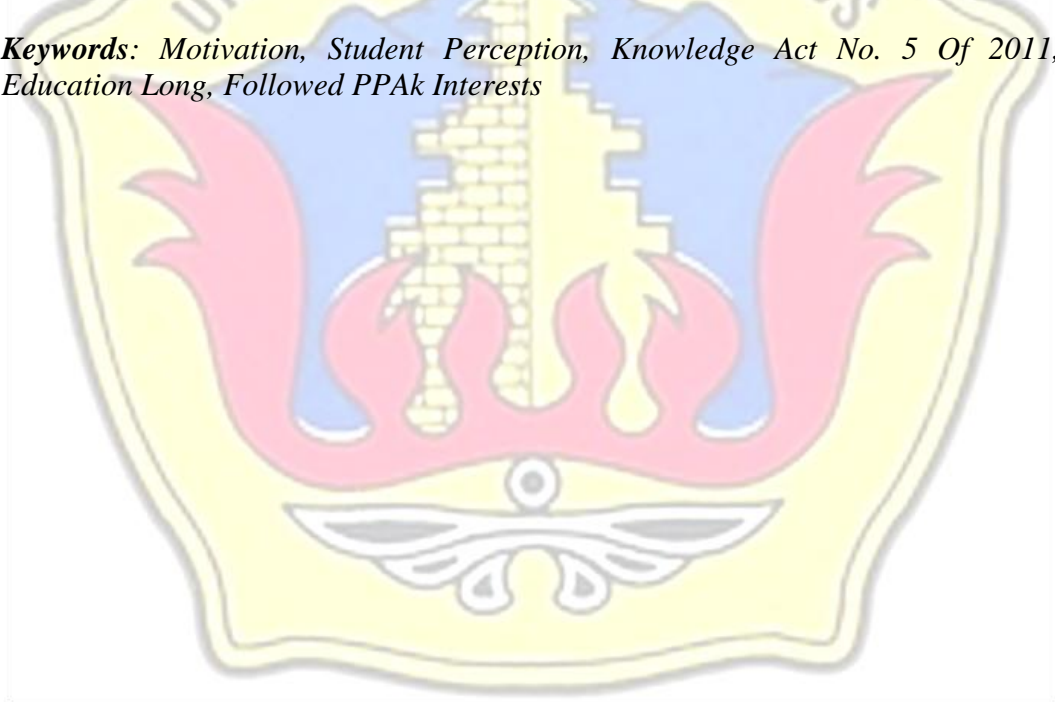 Keywords: Motivation, Student Perception, Knowledge Act No. 5 Of 2011,
Education Long, Followed PPAk Interests